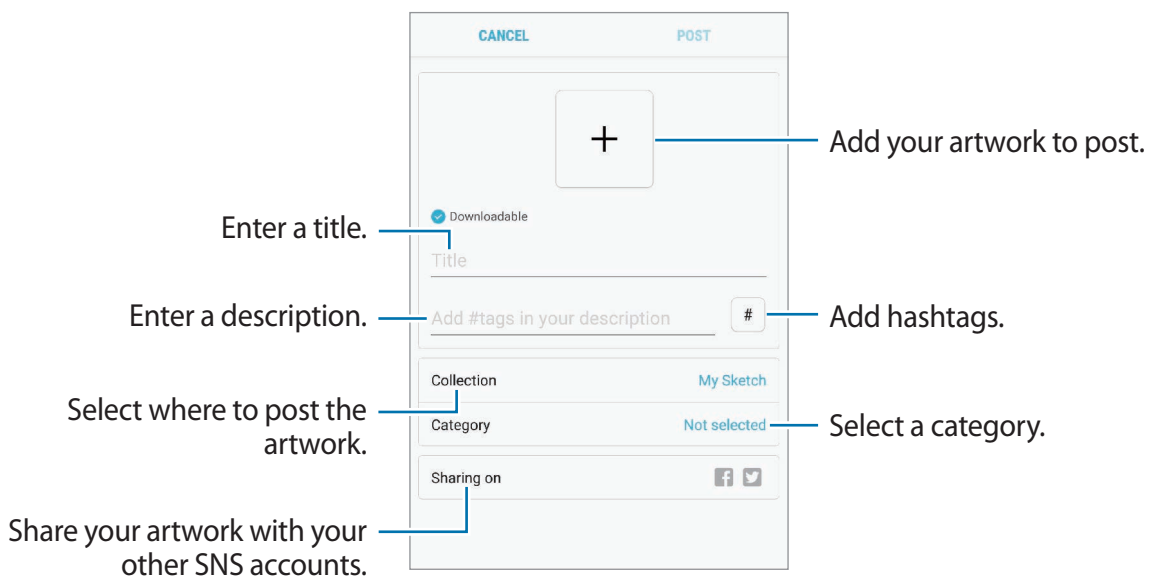 CANCEL POST
+
Add your artwork to post.
Downloadable
Enter a title.
Title
Enter a description.
Add #tags in your description
#
Add hashtags.
Collection My Sketch
Select where to post the
artwork.
Category Not selected
Select a category.
Sharing on
Share your artwork with your
other SNS accounts.